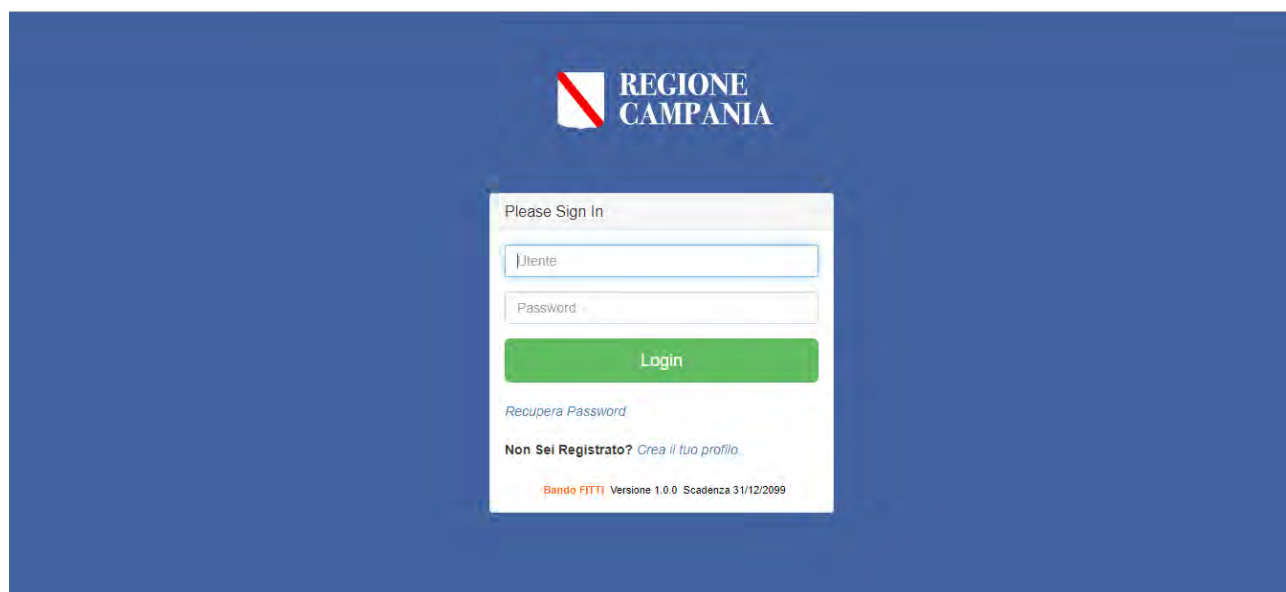 REGIONE
CAMPANIA
Please Sign In
Utente
Password
Login
Recupera Password
Non Sei Registrato? Crea il tuo profilo.
Bando FITTI Versione 1.0.0 Scadenza 31/12/2099